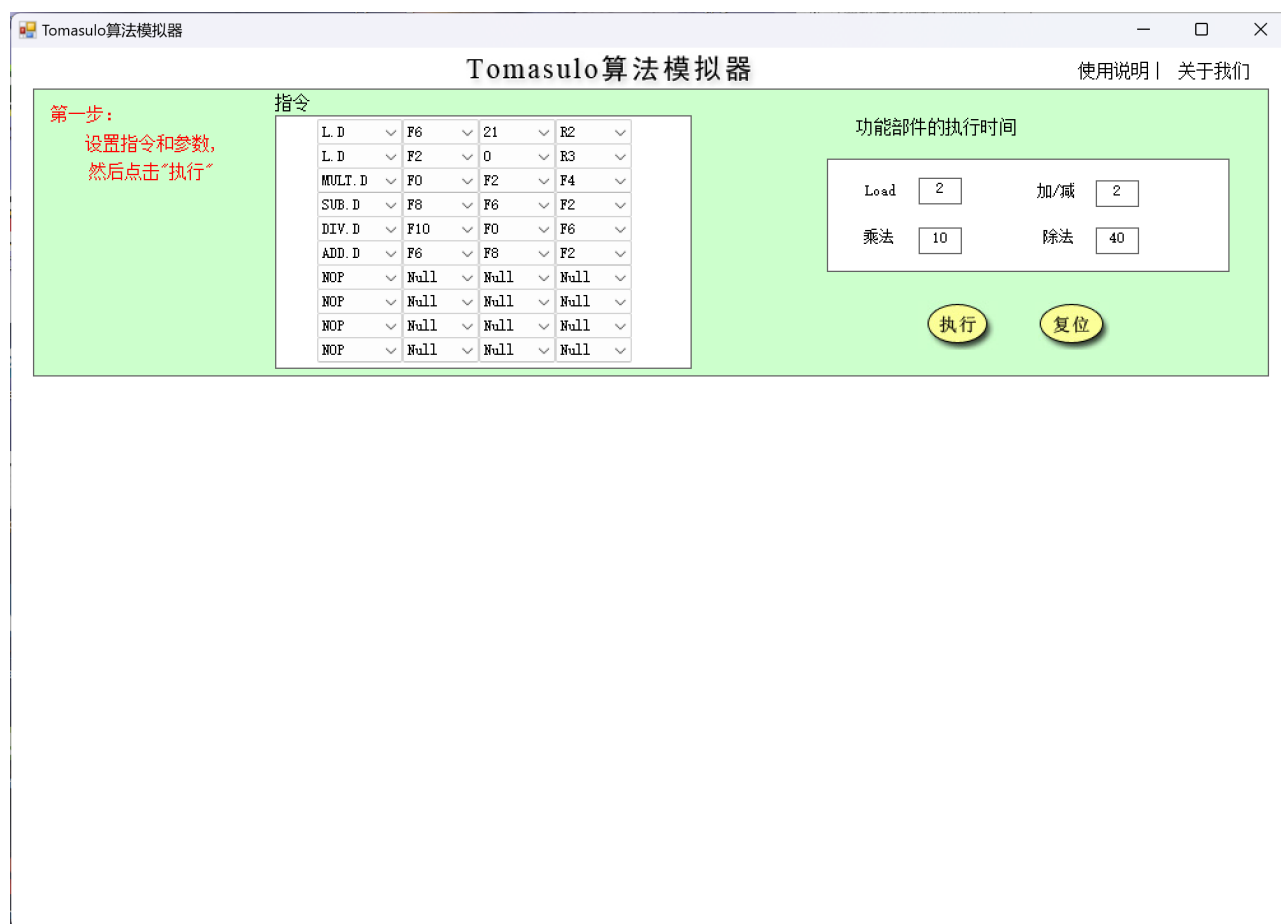 Tomasulo算法模拟器
Tomasulo算法模拟器
使用说明 | 关于我们
第一步：
设置指令和参数,
然后点击"执行"
指令
L.D F6 21 R2
L.D F2 0 R3
MULT.D F0 F2 F4
SUB.D F8 F6 F2
DIV.D F10 F0 F6
ADD.D F6 F8 F2
NOP Null Null Null
NOP Null Null Null
NOP Null Null Null
NOP Null Null Null
功能部件的执行时间
Load 2 加/减 2
乘法 10 除法 40
执行 复位